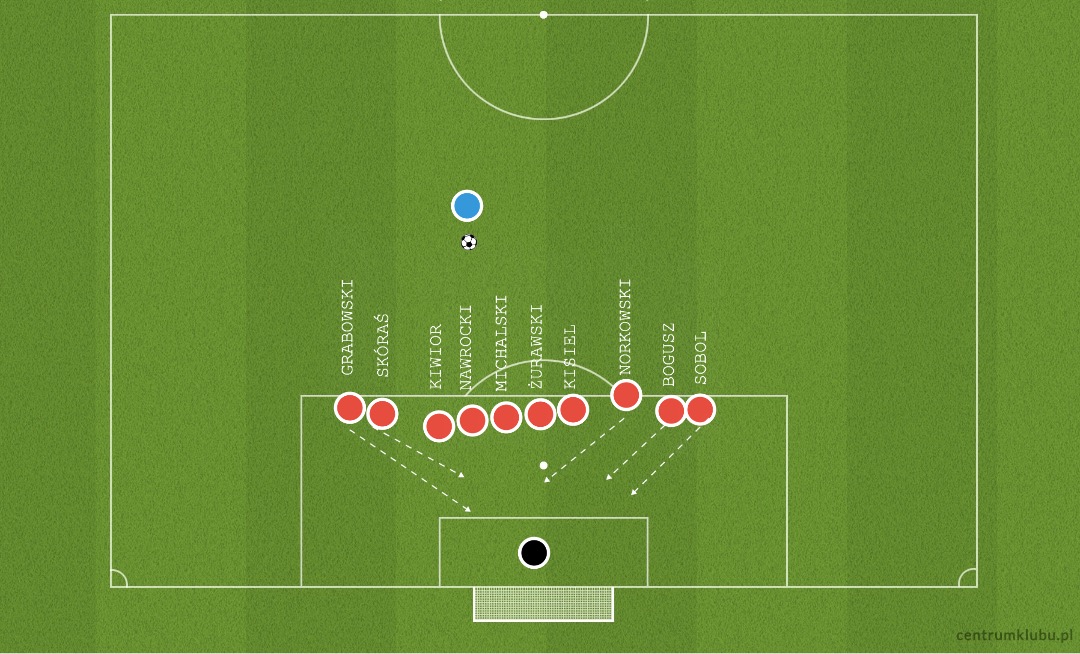 GRABOWSKI
SKÓRAŚ
KIWIOR
NAWROCKI
MICHALSKI
ŻURAWSKI
KISIEL
NORKOWSKI
BOGUSZ
SOBOL
centrumklubu.pl